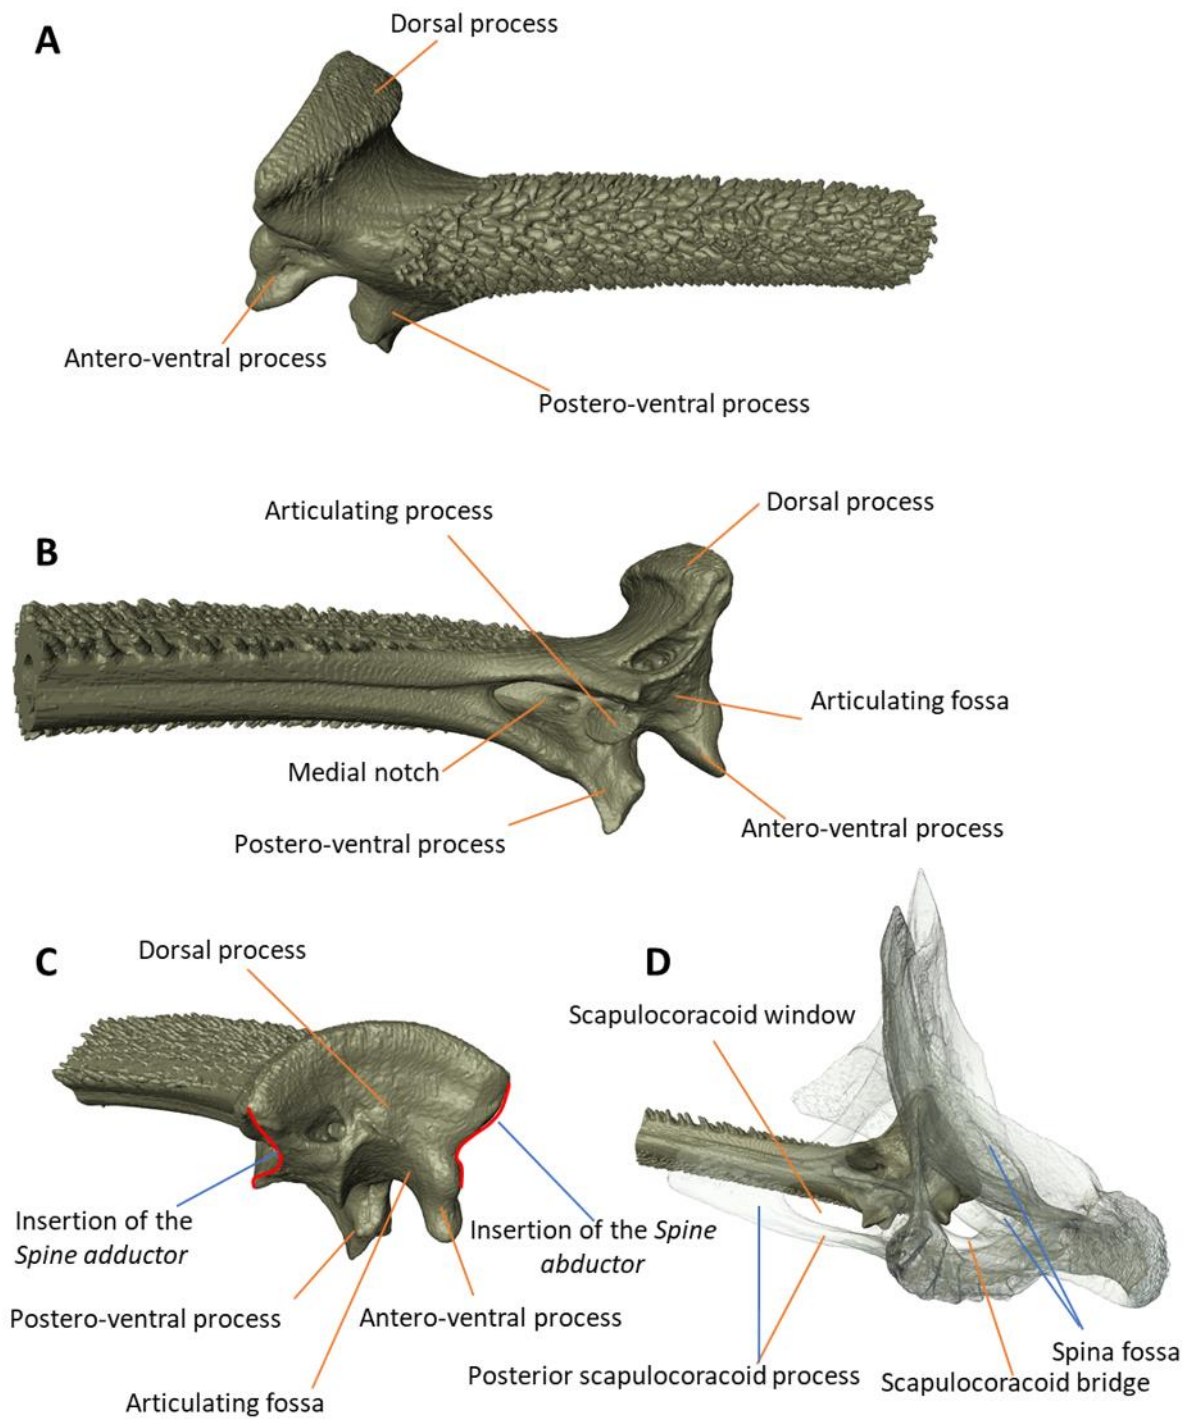 A
Dorsal process
Antero-ventral process
Postero-ventral process
B
Articulating process
Dorsal process
Articulating fossa
Medial notch
Postero-ventral process
Antero-ventral process
C
Dorsal process
Insertion of the
Spine adductor
Insertion of the Spine
abductor
Postero-ventral process
Antero-ventral process
Articulating fossa
D
Scapulocoracoid window
Spina fossa
Posterior scapulocoracoid process
Scapulocoracoid bridge